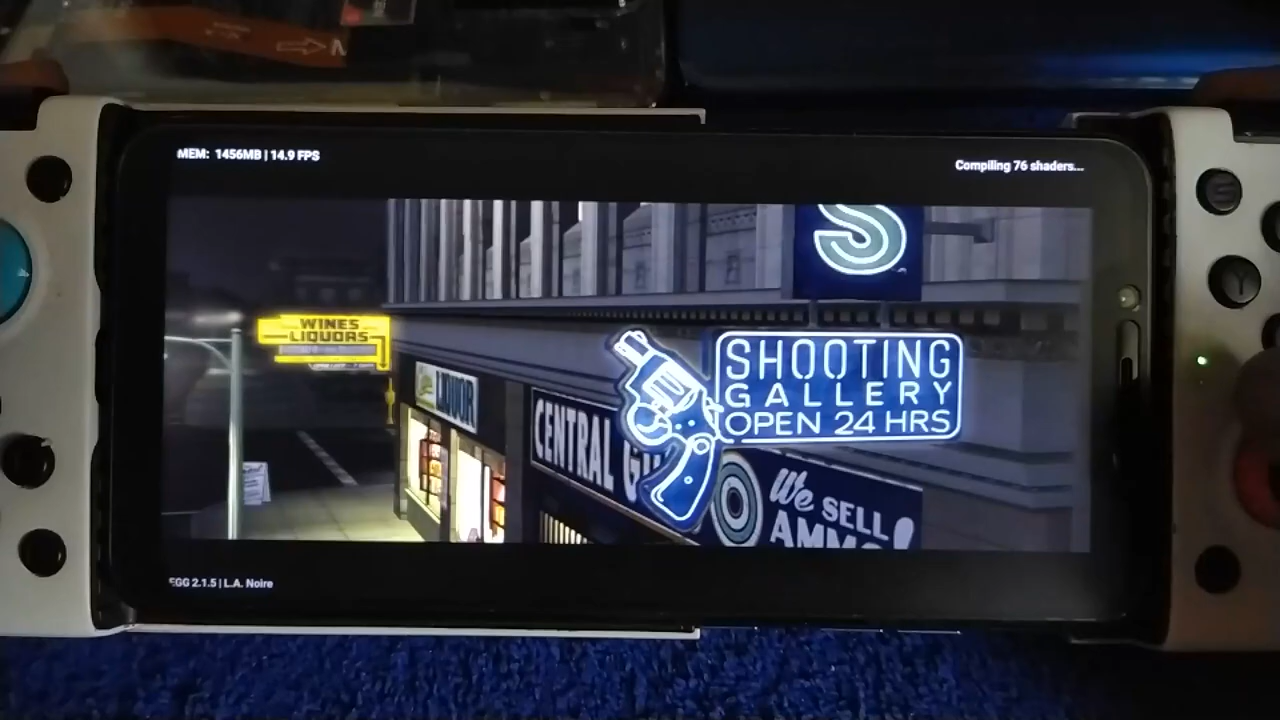 MEM: 1456MB | 14.9 FPS
Compiling 76 shaders...
S
WINES
LIQUORS
SHOOTING
GALLERY
OPEN 24 HRS
LIQUOR
CENTRAL GU
We SELL
AMMO!
EGG 2.1.5 | L.A. Noire
Y